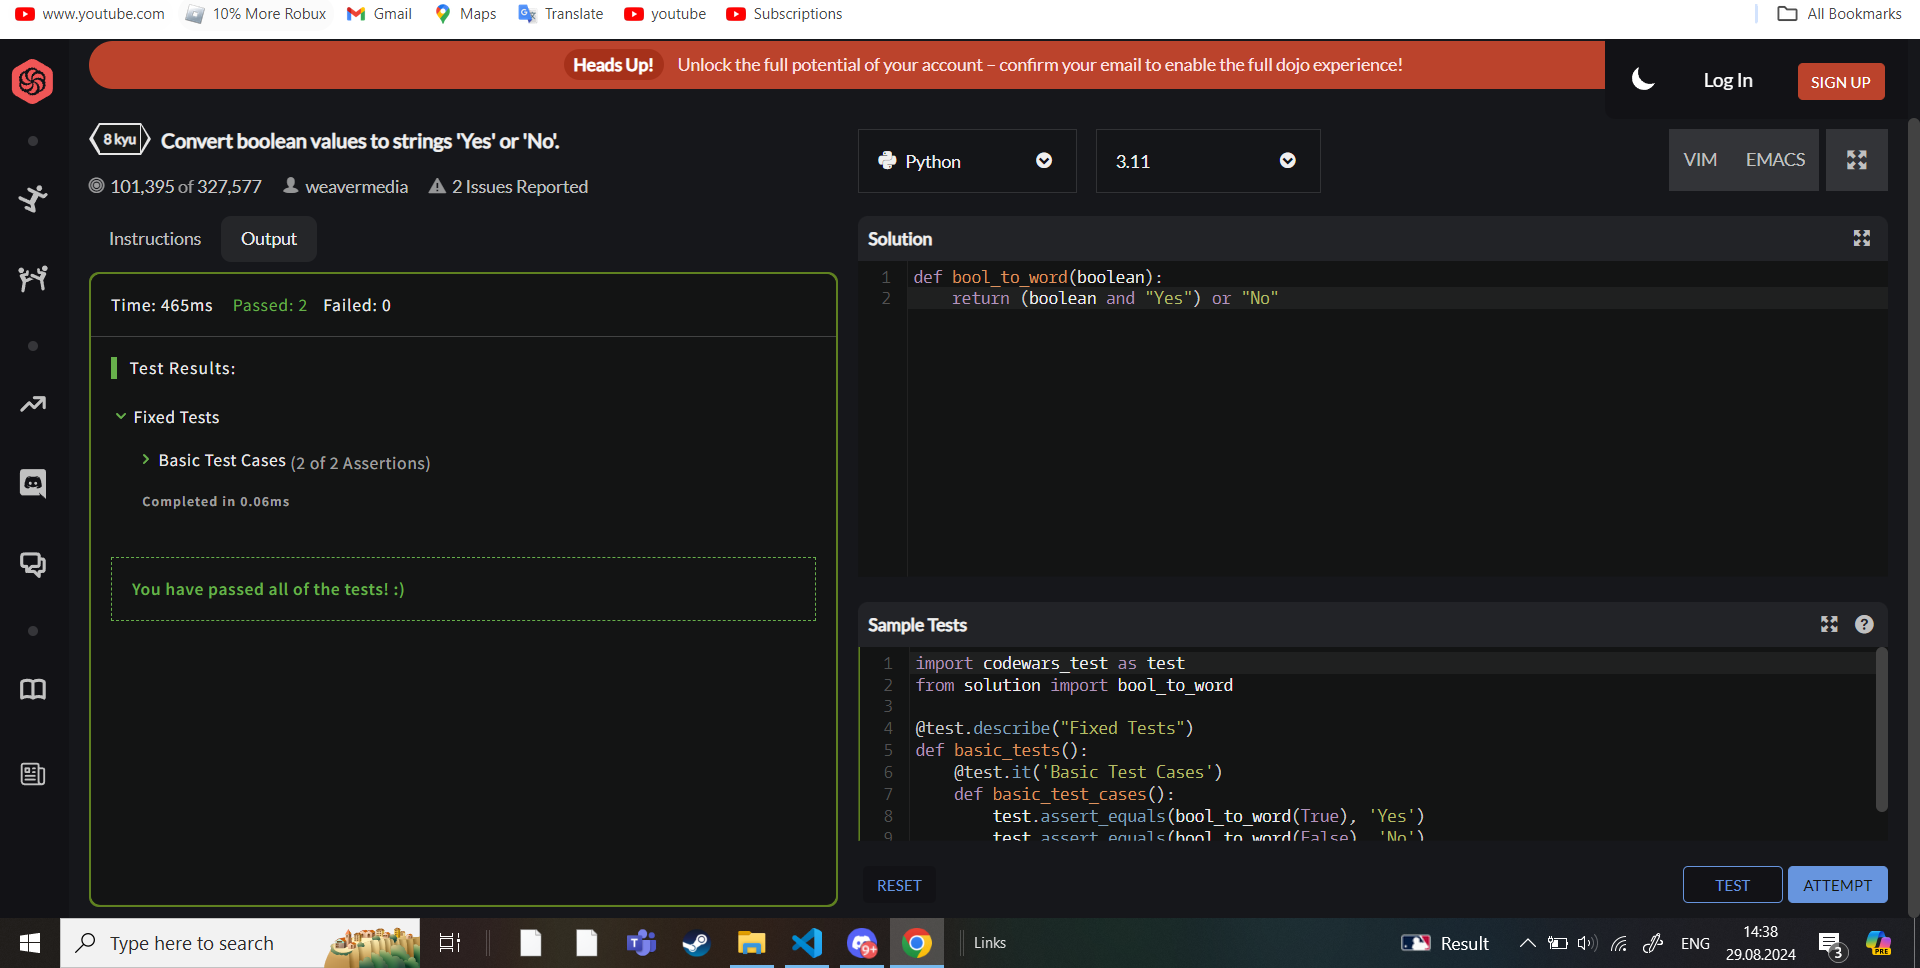 www.youtube.com 10% More Robux Gmail Maps Translate youtube Subscriptions All Bookmarks
Heads Up! Unlock the full potential of your account – confirm your email to enable the full dojo experience!
Log In SIGN UP
8 kyu Convert boolean values to strings 'Yes' or 'No'.
101,395 of 327,577 weavermedia 2 Issues Reported
Python 3.11 VIM EMACS
Instructions Output
Time: 465ms Passed: 2 Failed: 0
Test Results:
Fixed Tests
Basic Test Cases (2 of 2 Assertions)
Completed in 0.06ms
You have passed all of the tests! :)
Solution
1 def bool_to_word(boolean):
2     return (boolean and "Yes") or "No"
Sample Tests
1 import codewars_test as test
2 from solution import bool_to_word
3
4 @test.describe("Fixed Tests")
5 def basic_tests():
6     @test.it('Basic Test Cases')
7     def basic_test_cases():
8         test.assert_equals(bool_to_word(True), 'Yes')
9         test.assert_equals(bool_to_word(False), 'No')
RESET TEST ATTEMPT
Type here to search 9+ Links Result ENG 14:38
29.08.2024 3 PRE